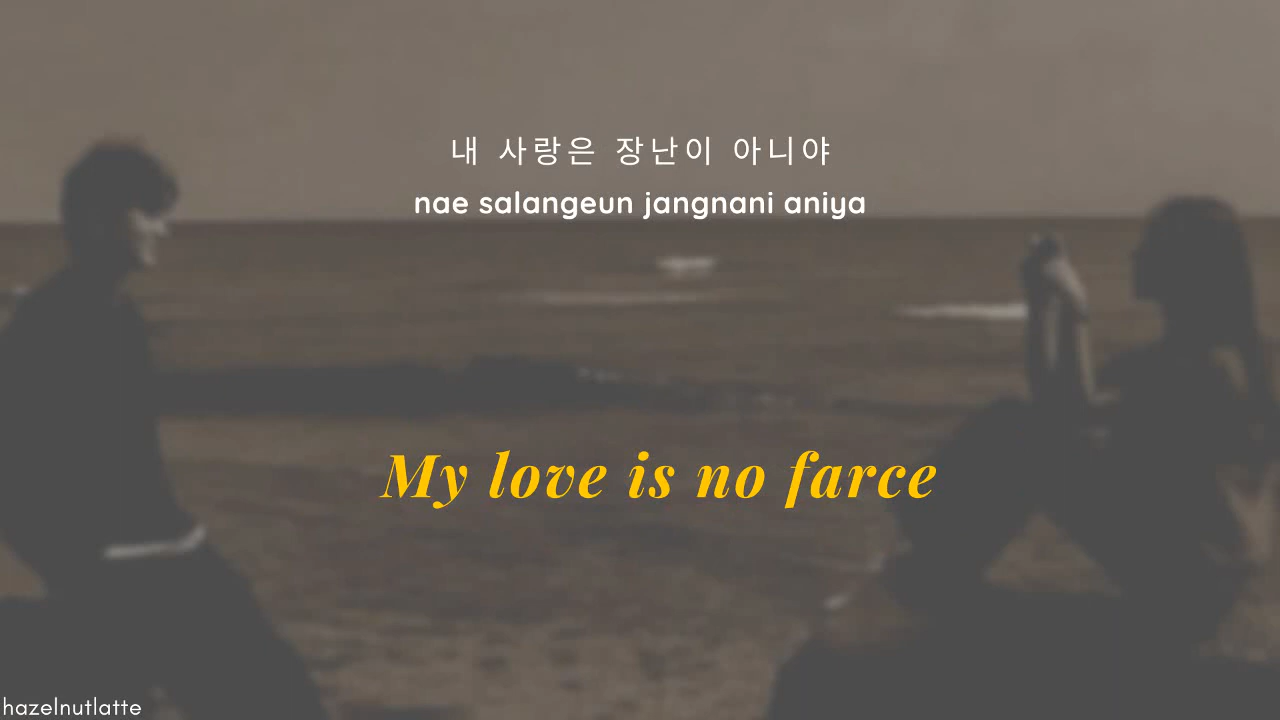 내 사랑은 장난이 아니야
nae salangeun jangnani aniya
My love is no farce
hazelnutlatte